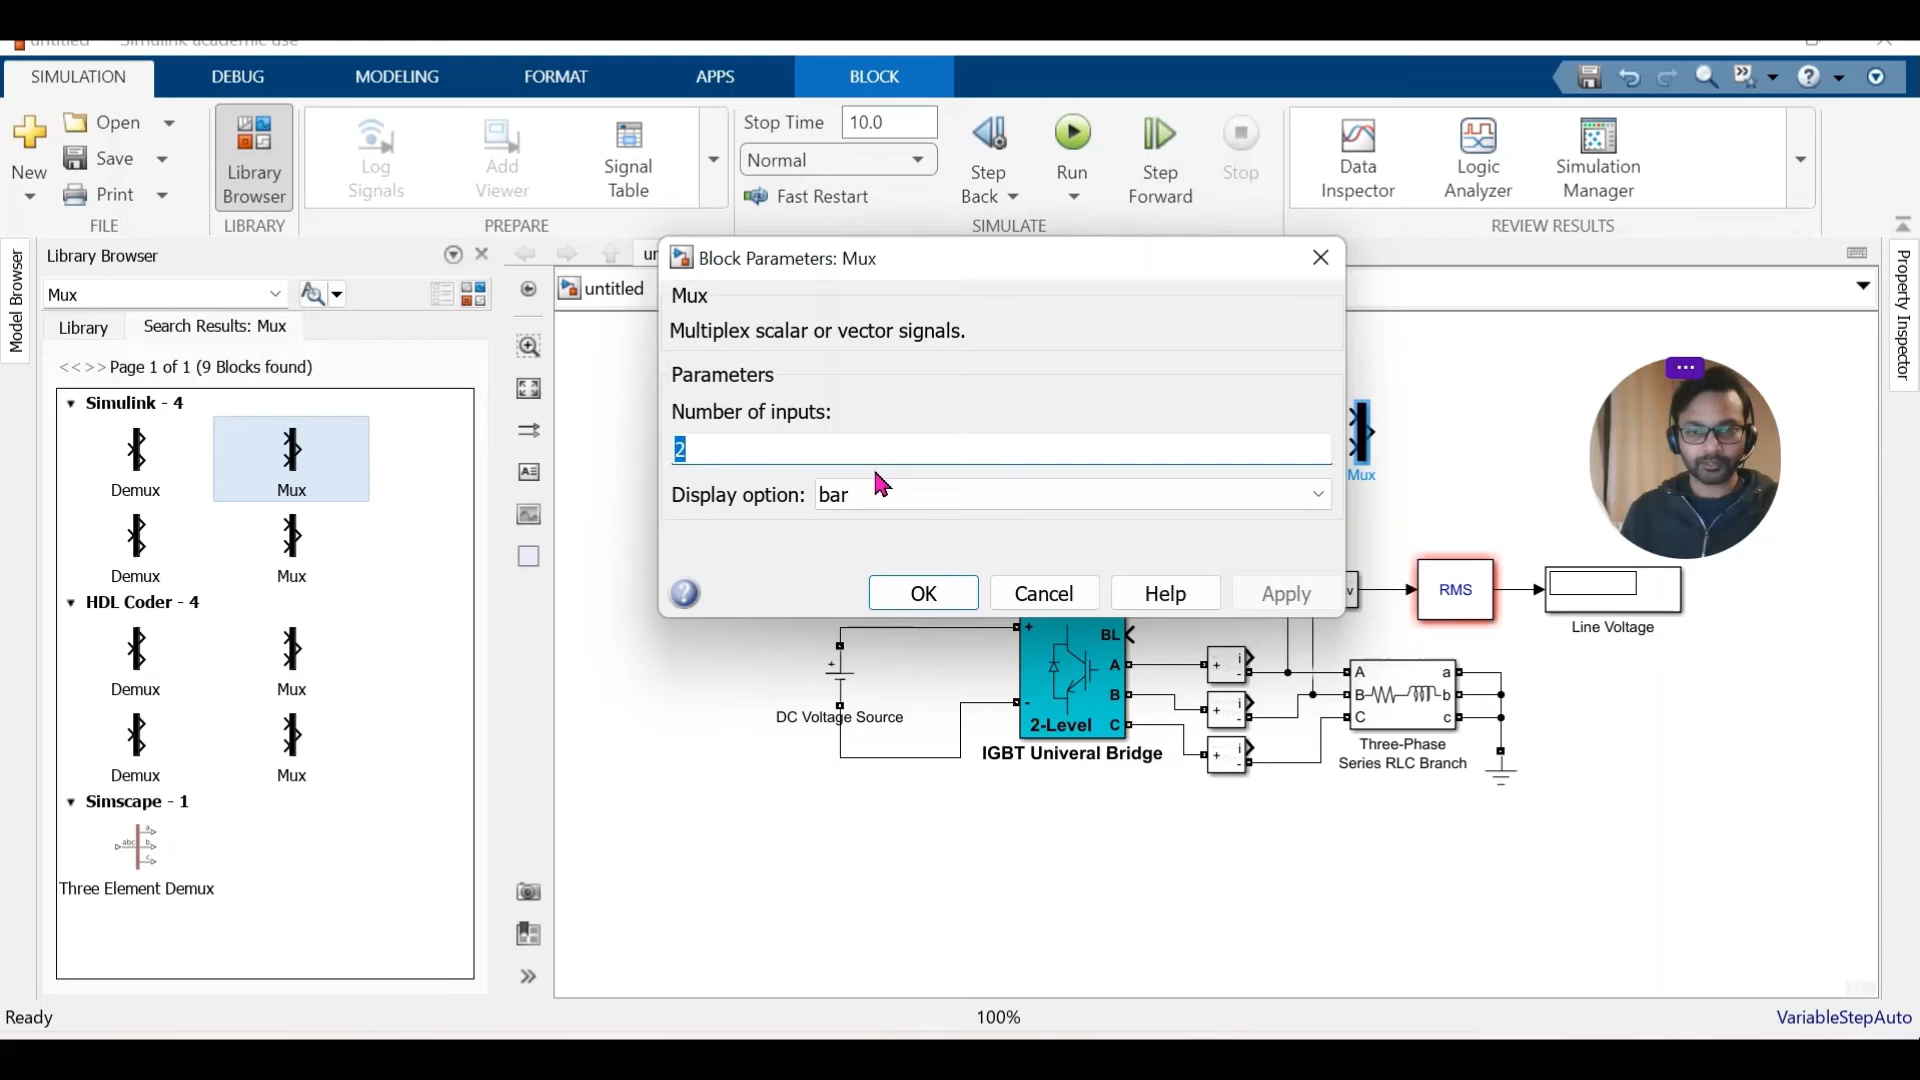 untitled Simulink academic use
SIMULATION DEBUG MODELING FORMAT APPS BLOCK
New
Open
Save
Print
FILE
Library
Browser
LIBRARY
Log
Signals
Add
Viewer
Signal
Table
PREPARE
Stop Time 10.0
Normal
Fast Restart
Step
Back
Run
Step
Forward
Stop
SIMULATE
Data
Inspector
Logic
Analyzer
Simulation
Manager
REVIEW RESULTS
Model Browser
Library Browser
Mux
Library Search Results: Mux
<< >> Page 1 of 1 (9 Blocks found)
Simulink - 4
Demux Mux
Demux Mux
HDL Coder - 4
Demux Mux
Demux Mux
Simscape - 1
abc a b c
Three Element Demux
un
untitled
Block Parameters: Mux
Mux
Multiplex scalar or vector signals.
Parameters
Number of inputs:
2
Display option: bar
OK Cancel Help Apply
Mux
v
RMS
Line Voltage
+
DC Voltage Source
+
-
BL
A
B
C
2-Level
IGBT Univeral Bridge
+ i -
+ i -
+ i -
A a
B b
C c
Three-Phase
Series RLC Branch
Property Inspector
Ready 100% VariableStepAuto